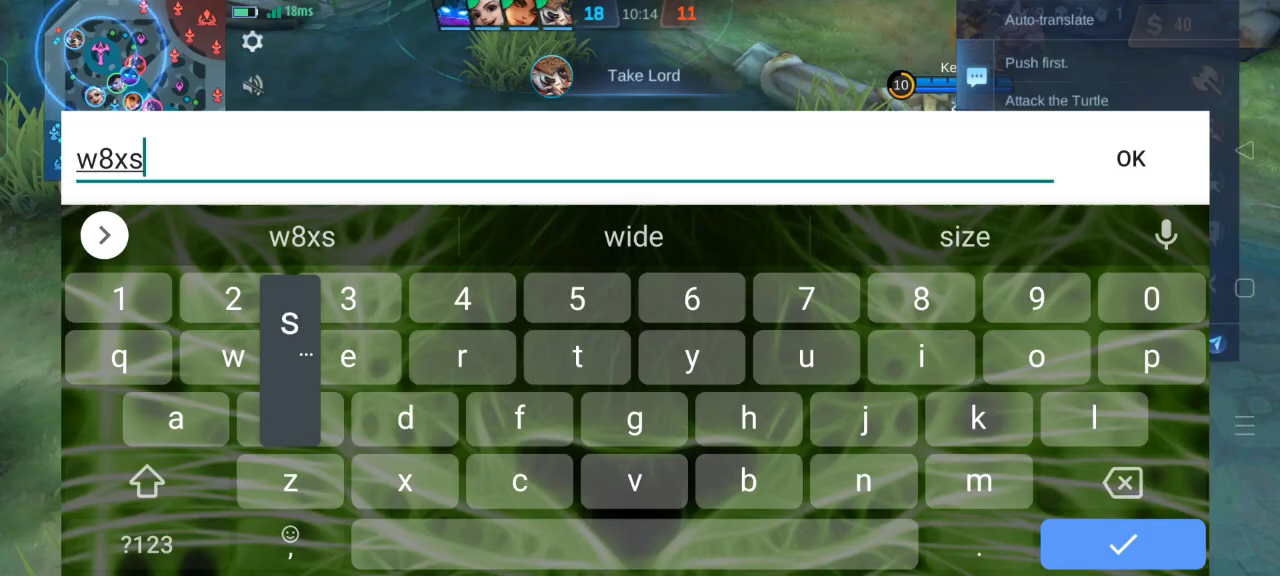 18ms
18 10:14 11
Auto-translate
$ 40
Take Lord
Push first.
10
Ke
Attack the Turtle
w8xs
OK
w8xs wide size
1 2 3 4 5 6 7 8 9 0
s
...
q w e r t y u i o p
a d f g h j k l
z x c v b n m
?123 , .